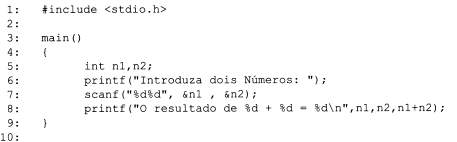 1: #include <stdio.h>
2:
3: main()
4: {
5: int n1,n2;
6: printf("Introduza dois Números: ");
7: scanf("%d%d", &n1 , &n2);
8: printf("O resultado de %d + %d = %d\n",n1,n2,n1+n2);
9: }
10: